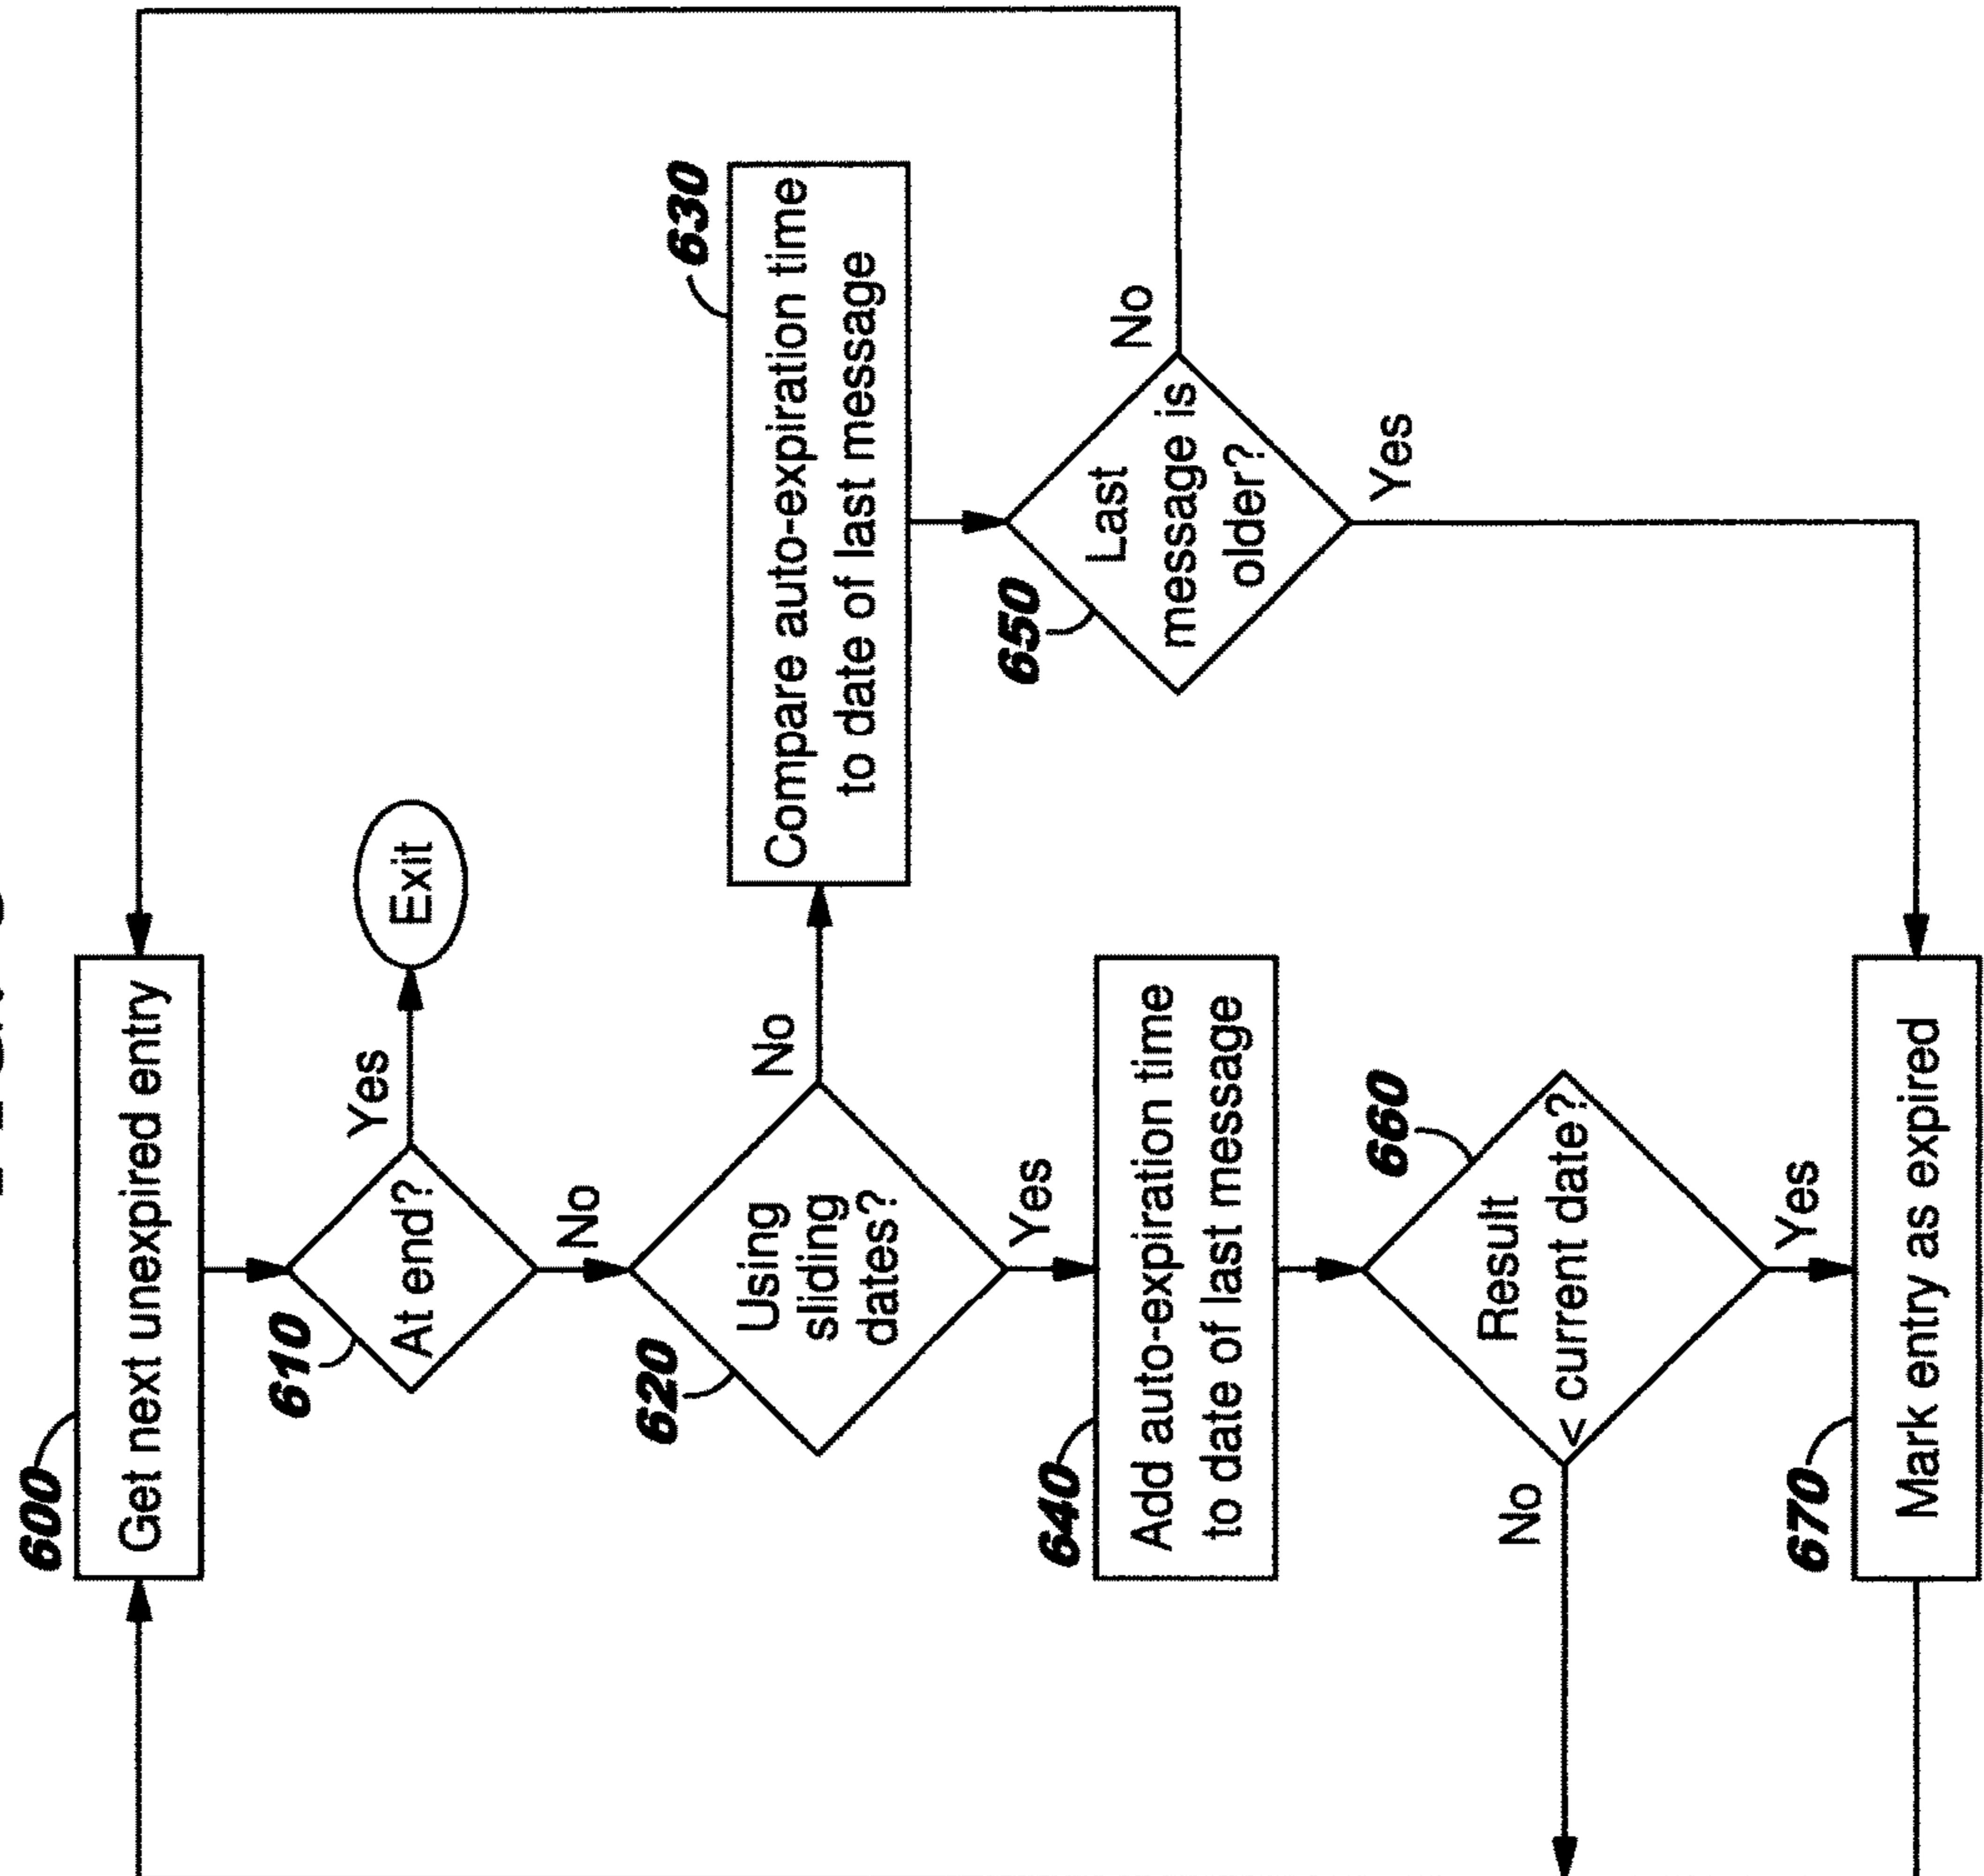 600
Get next unexpired entry
610
At end?
Yes
Exit
No
620
Using
sliding
dates?
No
630
Compare auto-expiration time
to date of last message
Yes
640
Add auto-expiration time
to date of last message
650
Last
message is
older?
No
Yes
660
Result
< current date?
No
Yes
670
Mark entry as expired